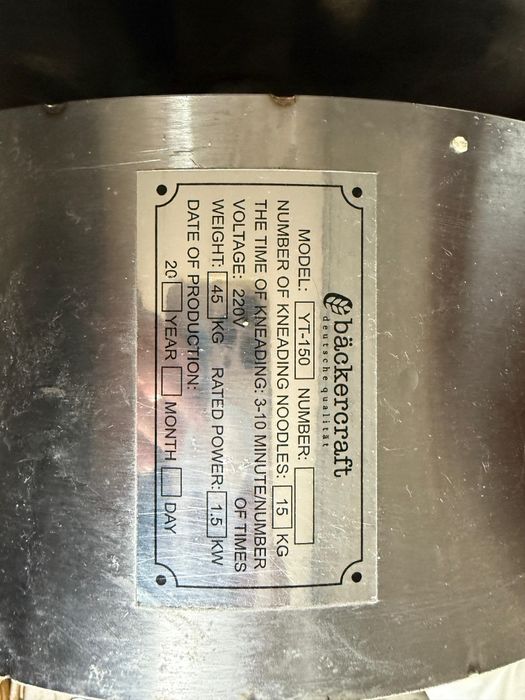 bäckercraft
deutsche qualität
MODEL: YT-150 NUMBER:
NUMBER OF KNEADING NOODLES: 15 KG
THE TIME OF KNEADING: 3-10 MINUTE/NUMBER
OF TIMES
VOLTAGE: 220V
WEIGHT: 45 KG RATED POWER: 1.5 KW
DATE OF PRODUCTION:
20 YEAR MONTH DAY